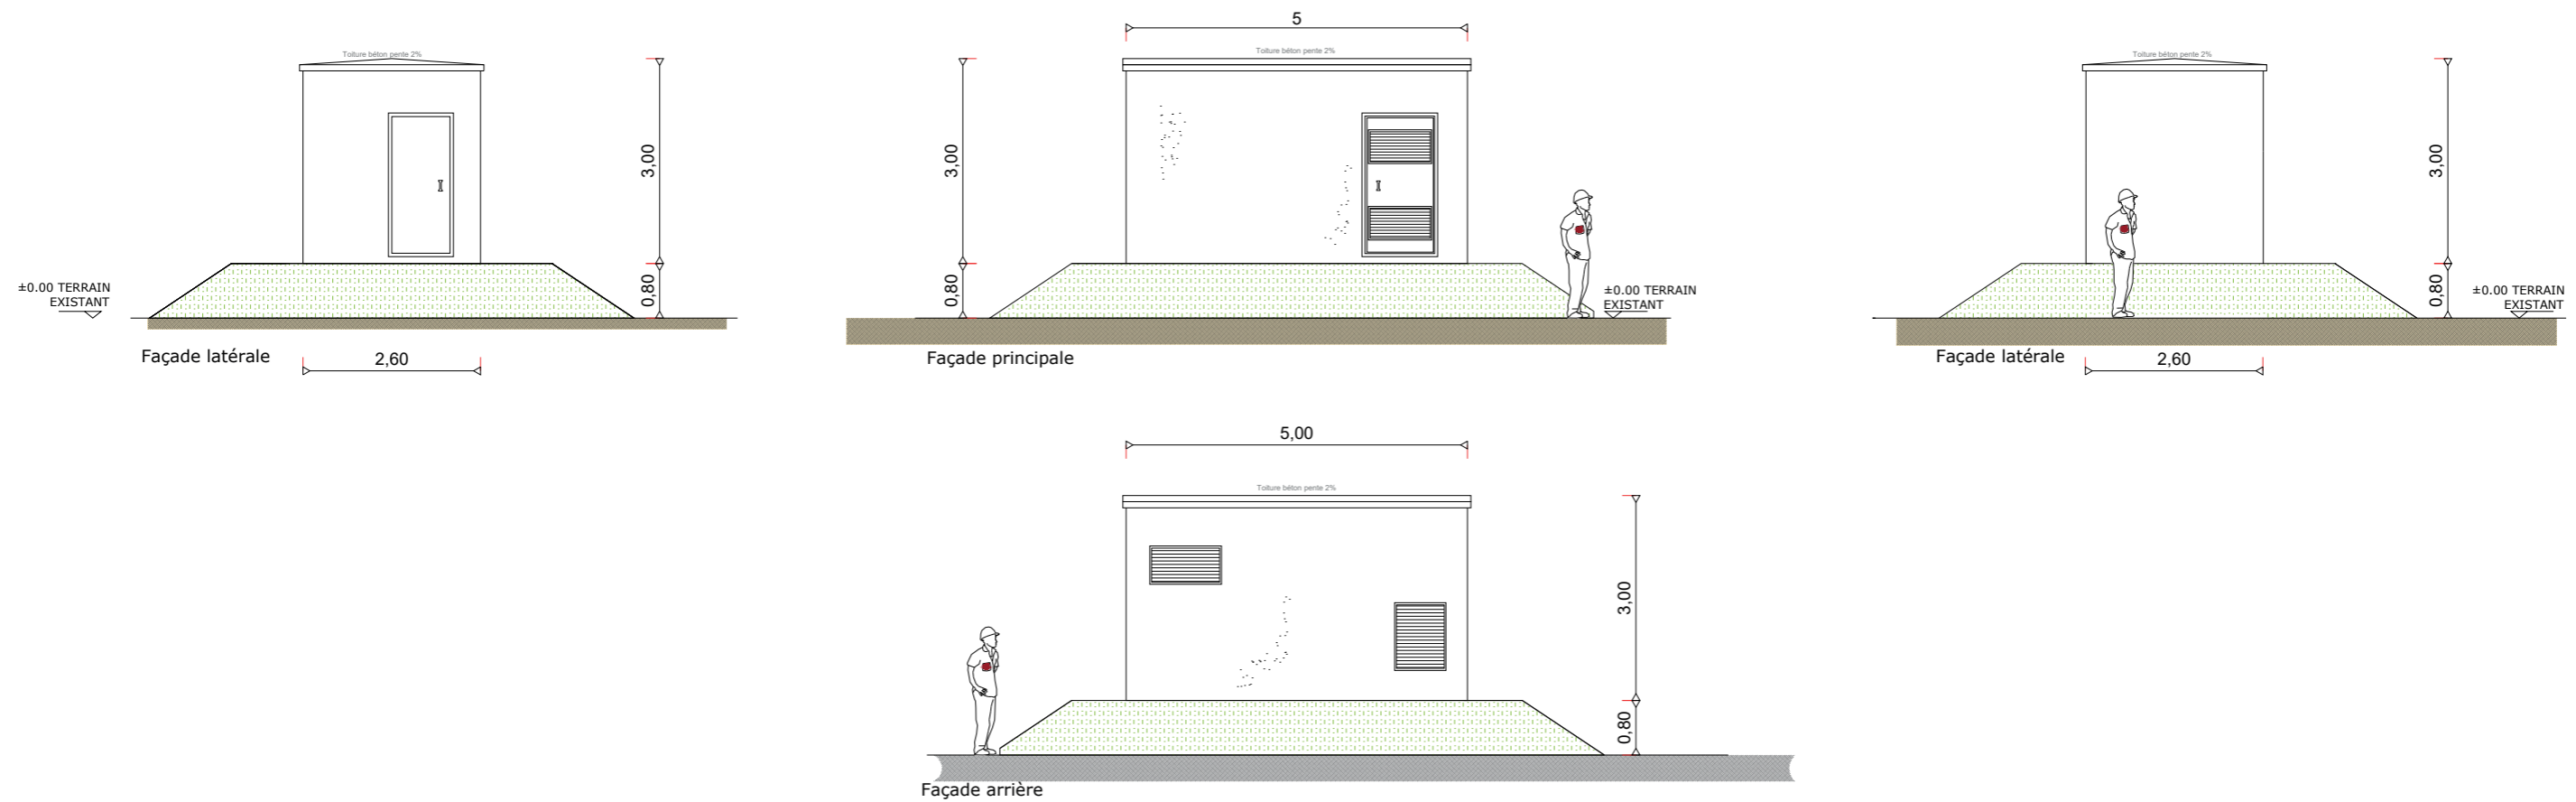 Toiture béton pente 2%
3,00
0,80
±0.00 TERRAIN
EXISTANT
Façade latérale
2,60
5
Toiture béton pente 2%
3,00
0,80
±0.00 TERRAIN
EXISTANT
Façade principale
Toiture béton pente 2%
3,00
0,80
±0.00 TERRAIN
EXISTANT
Façade latérale
2,60
5,00
Toiture béton pente 2%
3,00
0,80
Façade arrière